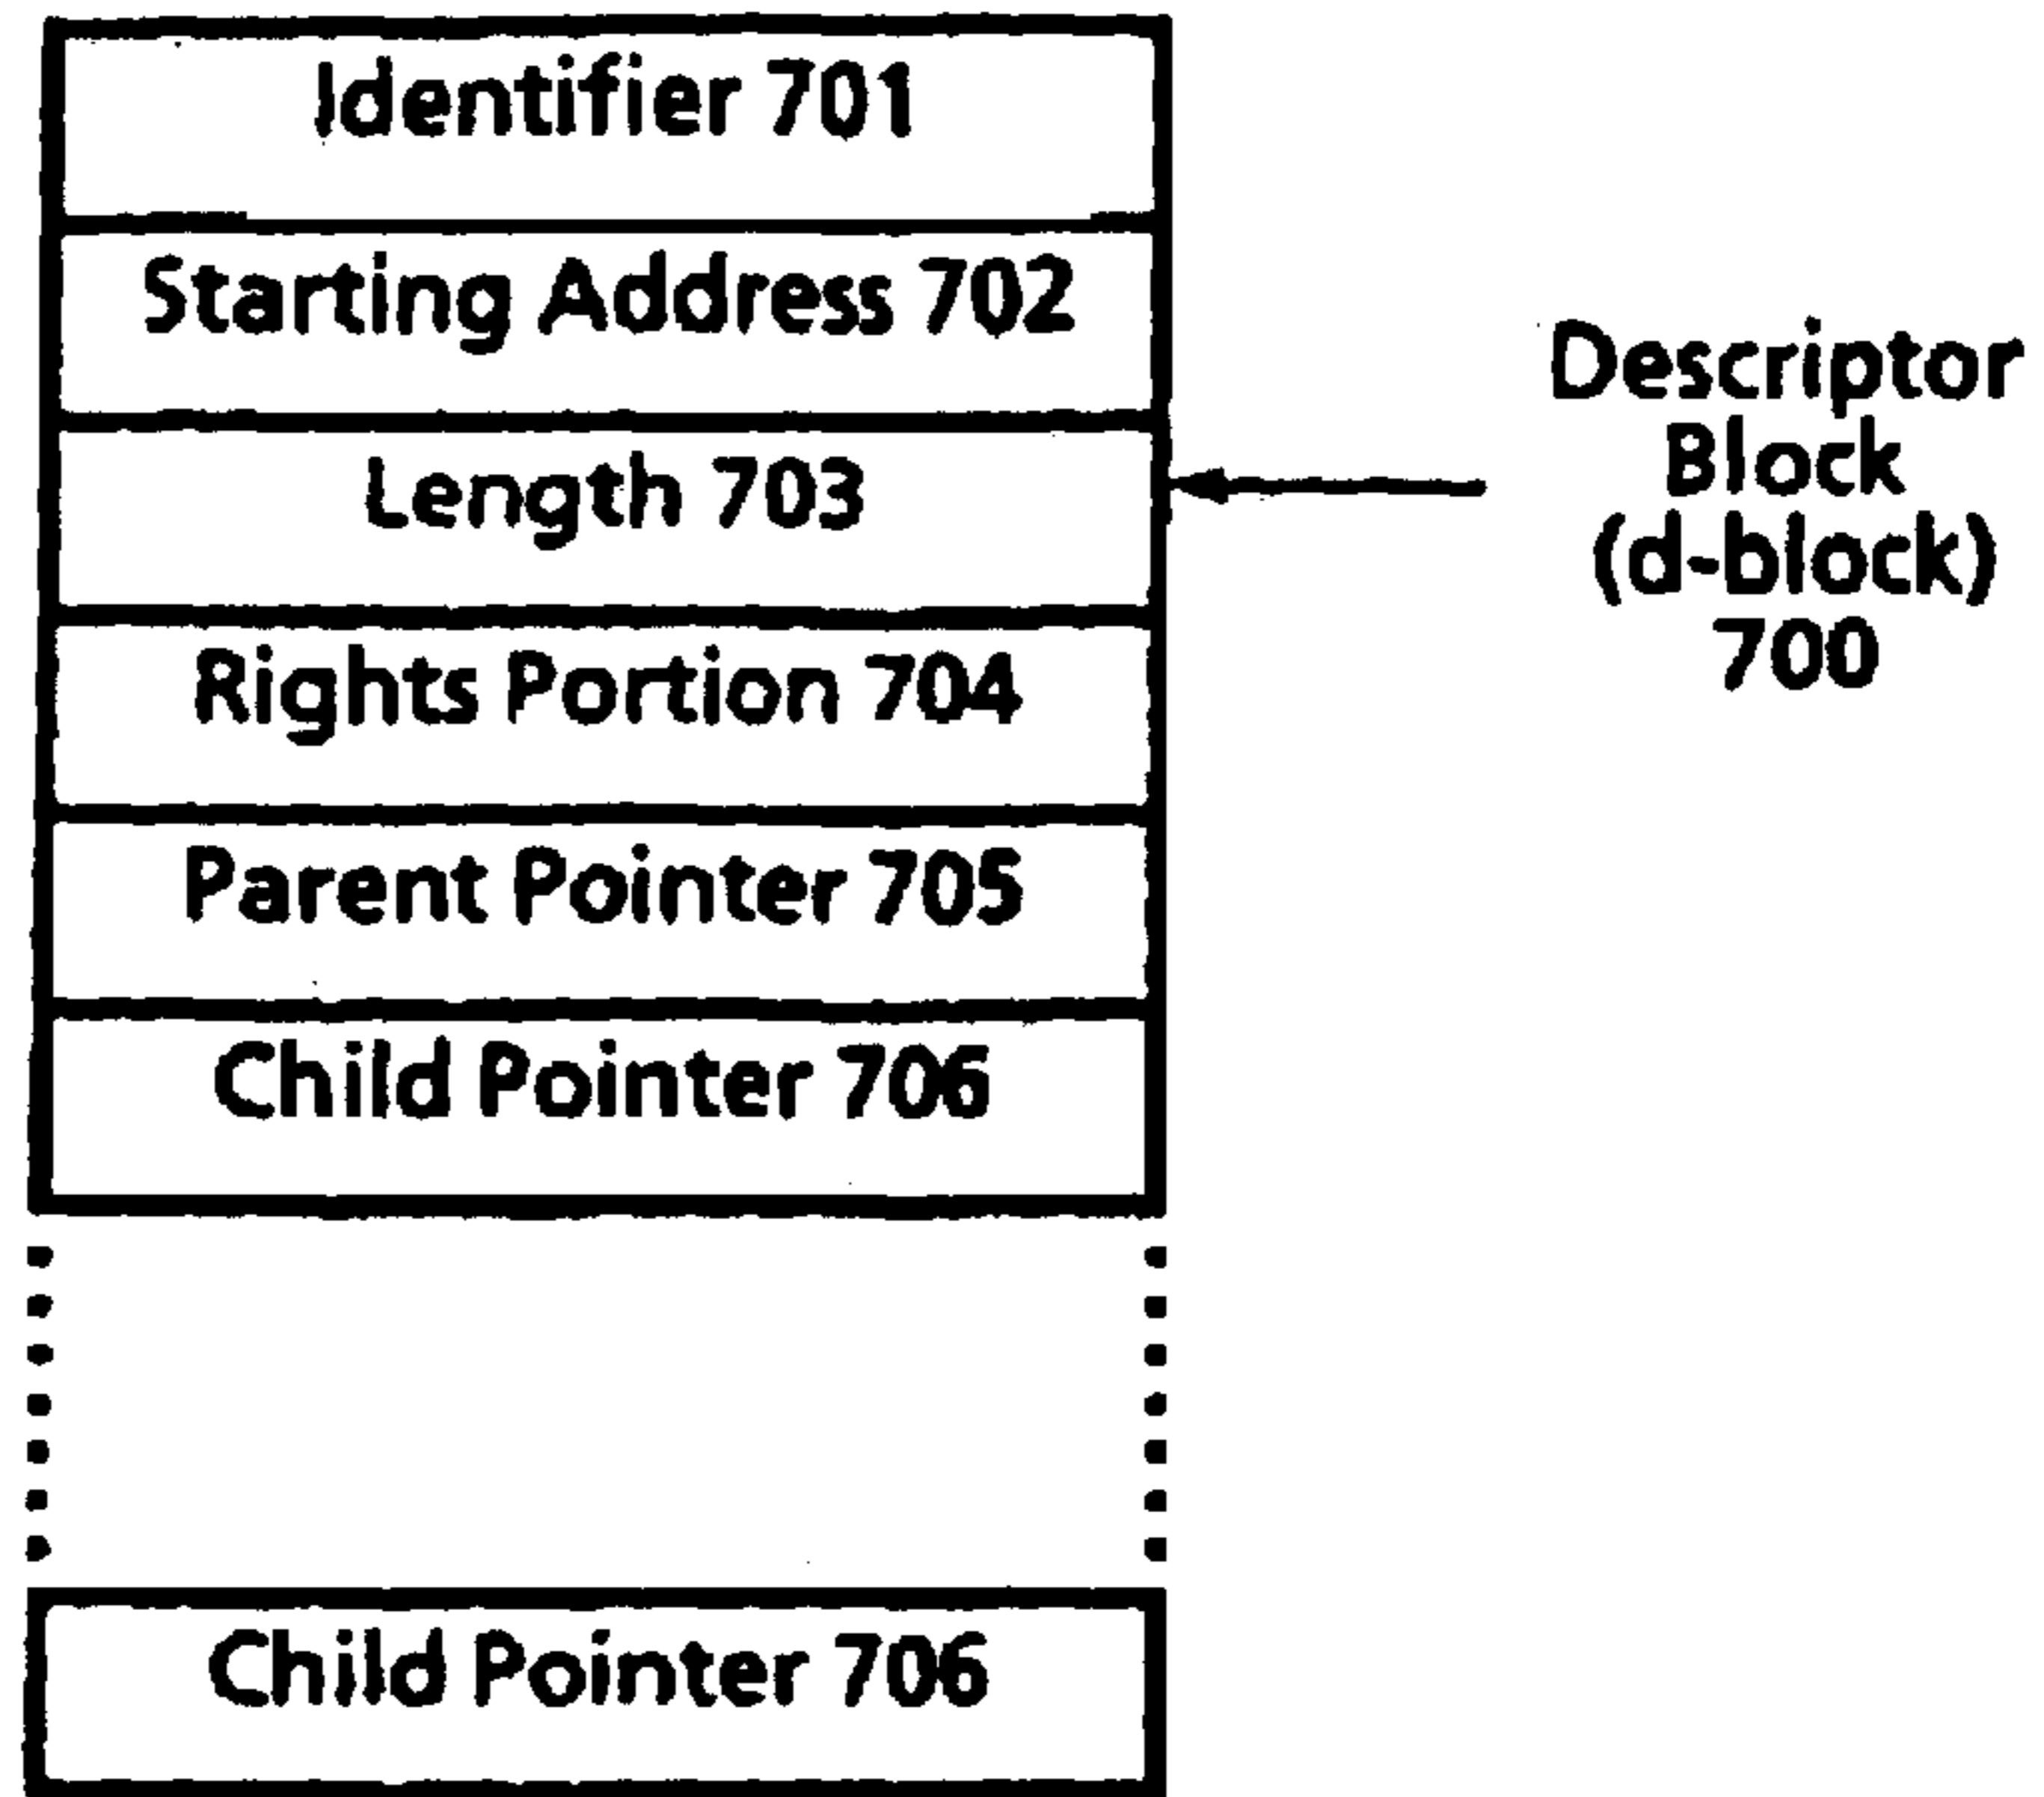 Identifier 701
Starting Address 702
Length 703
Rights Portion 704
Parent Pointer 705
Child Pointer 706
Child Pointer 706
Descriptor
Block
(d-block)
700